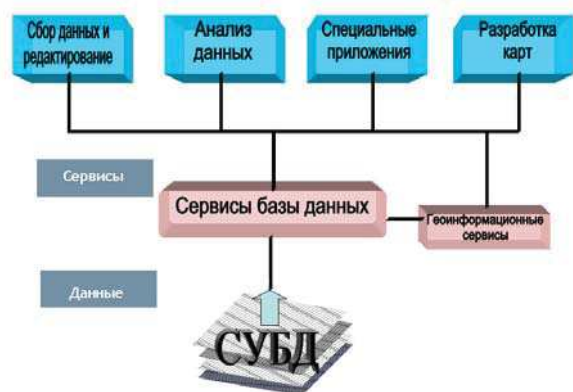 Сбор данных и
редактирование
Анализ
данных
Специальные
приложения
Разработка
карт
Сервисы
Сервисы базы данных
Геоинформационные
сервисы
Данные
СУБД